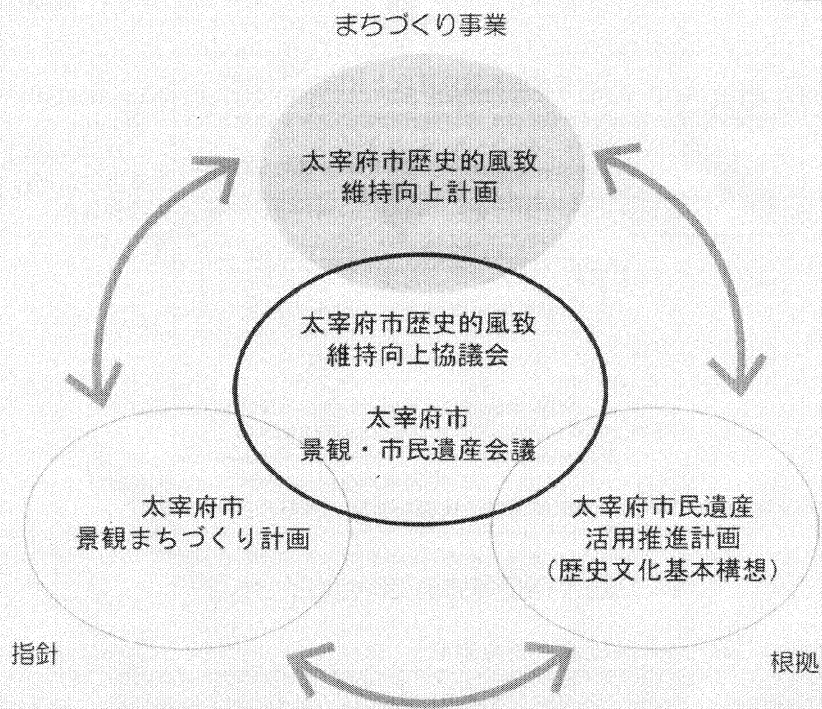 まちづくり事業
太宰府市歴史的風致
維持向上計画
太宰府市歴史的風致
維持向上協議会
太宰府市
景観・市民遺産会議
太宰府市
景観まちづくり計画
太宰府市民遺産
活用推進計画
（歴史文化基本構想）
指針
根拠